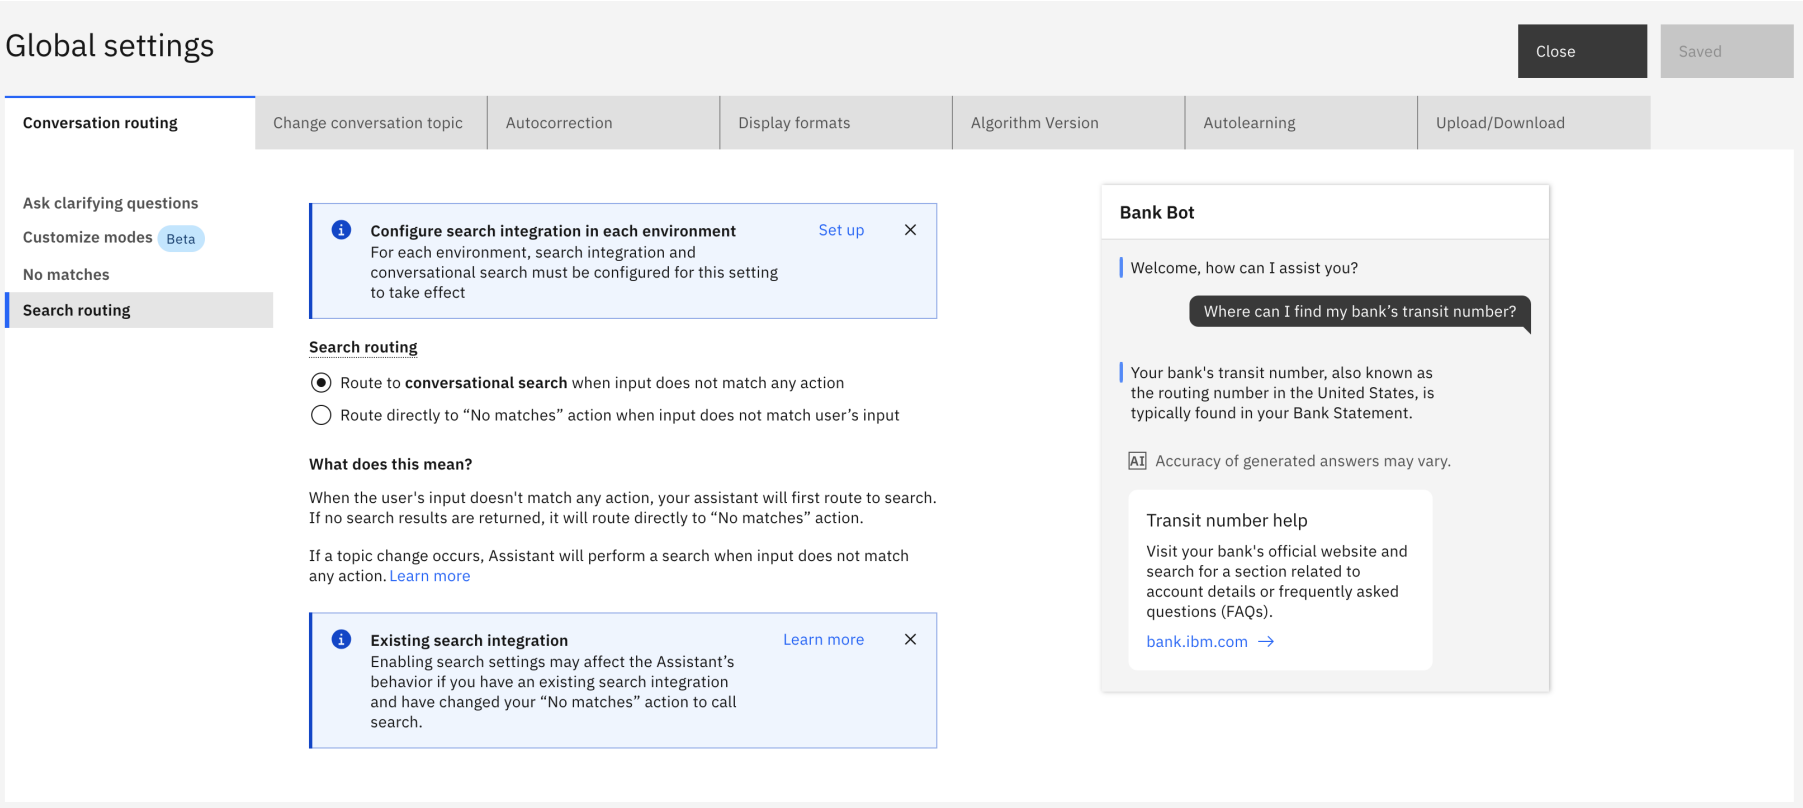 Global settings
Close
Saved
Conversation routing
Change conversation topic
Autocorrection
Display formats
Algorithm Version
Autolearning
Upload/Download
Ask clarifying questions
Customize modes Beta
No matches
Search routing
Configure search integration in each environment
Set up
For each environment, search integration and
conversational search must be configured for this setting
to take effect
Search routing
Route to conversational search when input does not match any action
Route directly to “No matches” action when input does not match user’s input
What does this mean?
When the user's input doesn't match any action, your assistant will first route to search.
If no search results are returned, it will route directly to “No matches” action.
If a topic change occurs, Assistant will perform a search when input does not match
any action. Learn more
Existing search integration
Learn more
Enabling search settings may affect the Assistant’s
behavior if you have an existing search integration
and have changed your “No matches” action to call
search.
Bank Bot
Welcome, how can I assist you?
Where can I find my bank’s transit number?
Your bank's transit number, also known as
the routing number in the United States, is
typically found in your Bank Statement.
AI Accuracy of generated answers may vary.
Transit number help
Visit your bank's official website and
search for a section related to
account details or frequently asked
questions (FAQs).
bank.ibm.com →